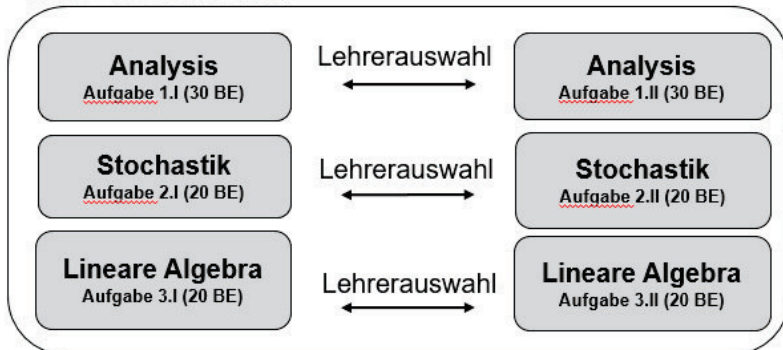 Analysis
Aufgabe 1.I (30 BE)
Lehrerauswahl
Analysis
Aufgabe 1.II (30 BE)
Stochastik
Aufgabe 2.I (20 BE)
Lehrerauswahl
Stochastik
Aufgabe 2.II (20 BE)
Lineare Algebra
Aufgabe 3.I (20 BE)
Lehrerauswahl
Lineare Algebra
Aufgabe 3.II (20 BE)